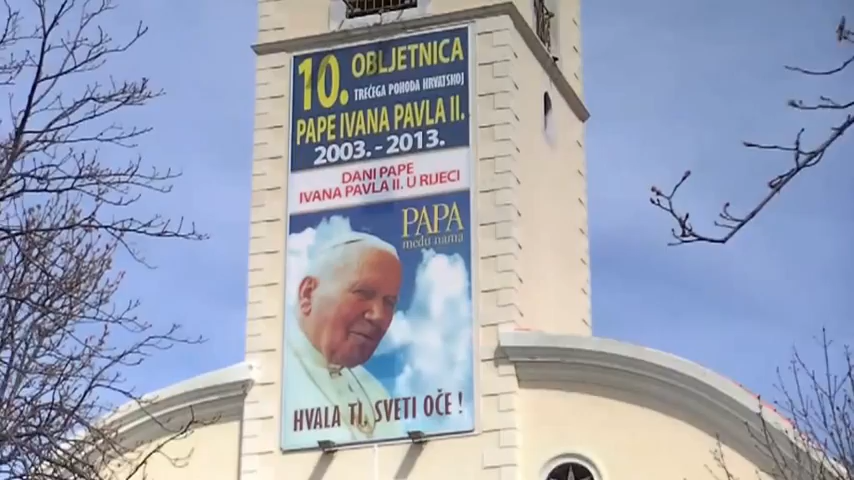 10. OBLJETNICA
TREĆEGA POHODA HRVATSKOJ
PAPE IVANA PAVLA II.
2003.-2013.
DANI PAPE
IVANA PAVLA II. U RIJECI
PAPA
među nama
HVALA TI, SVETI OČE!